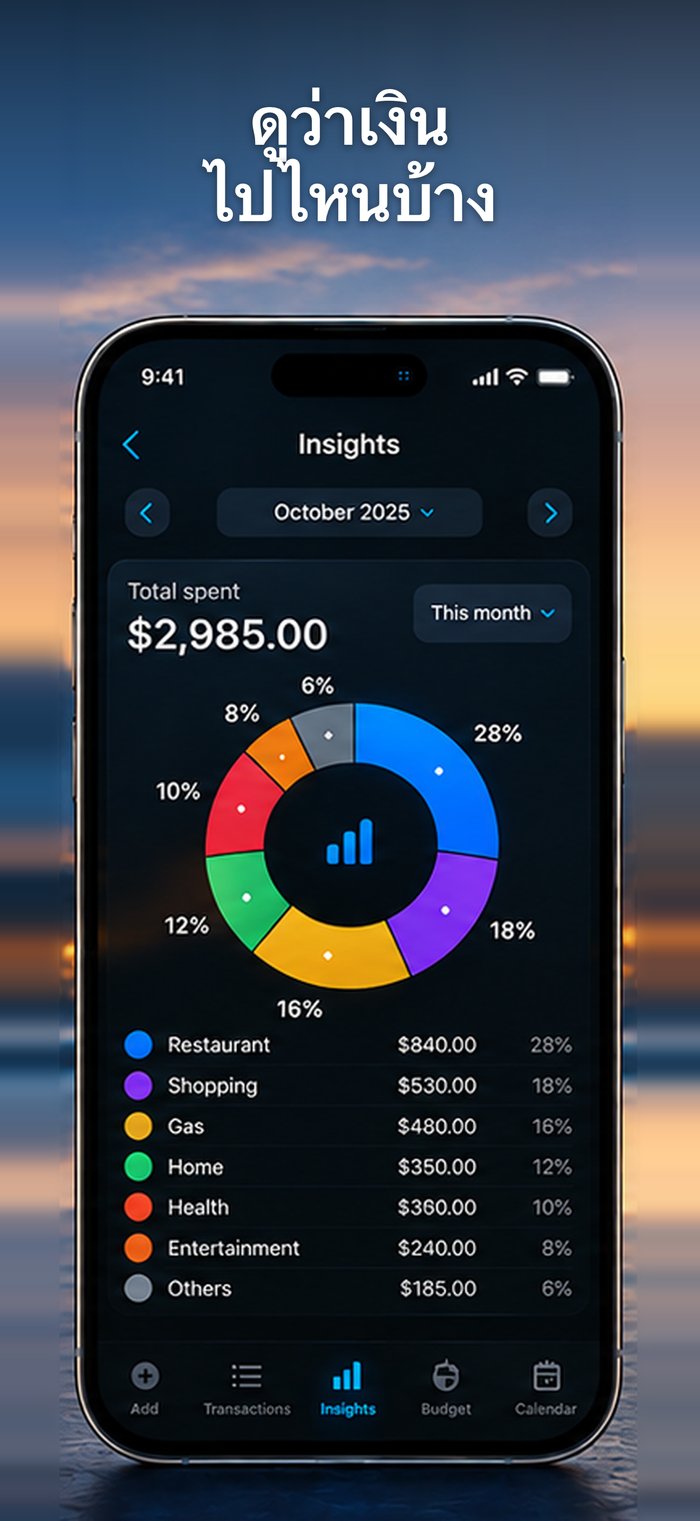 ดูว่าเงิน
ไปไหนบ้าง
9:41
Insights
October 2025
Total spent
$2,985.00
This month
6%
8%
28%
10%
12%
18%
16%
Restaurant $840.00 28%
Shopping $530.00 18%
Gas $480.00 16%
Home $350.00 12%
Health $360.00 10%
Entertainment $240.00 8%
Others $185.00 6%
Add Transactions Insights Budget Calendar